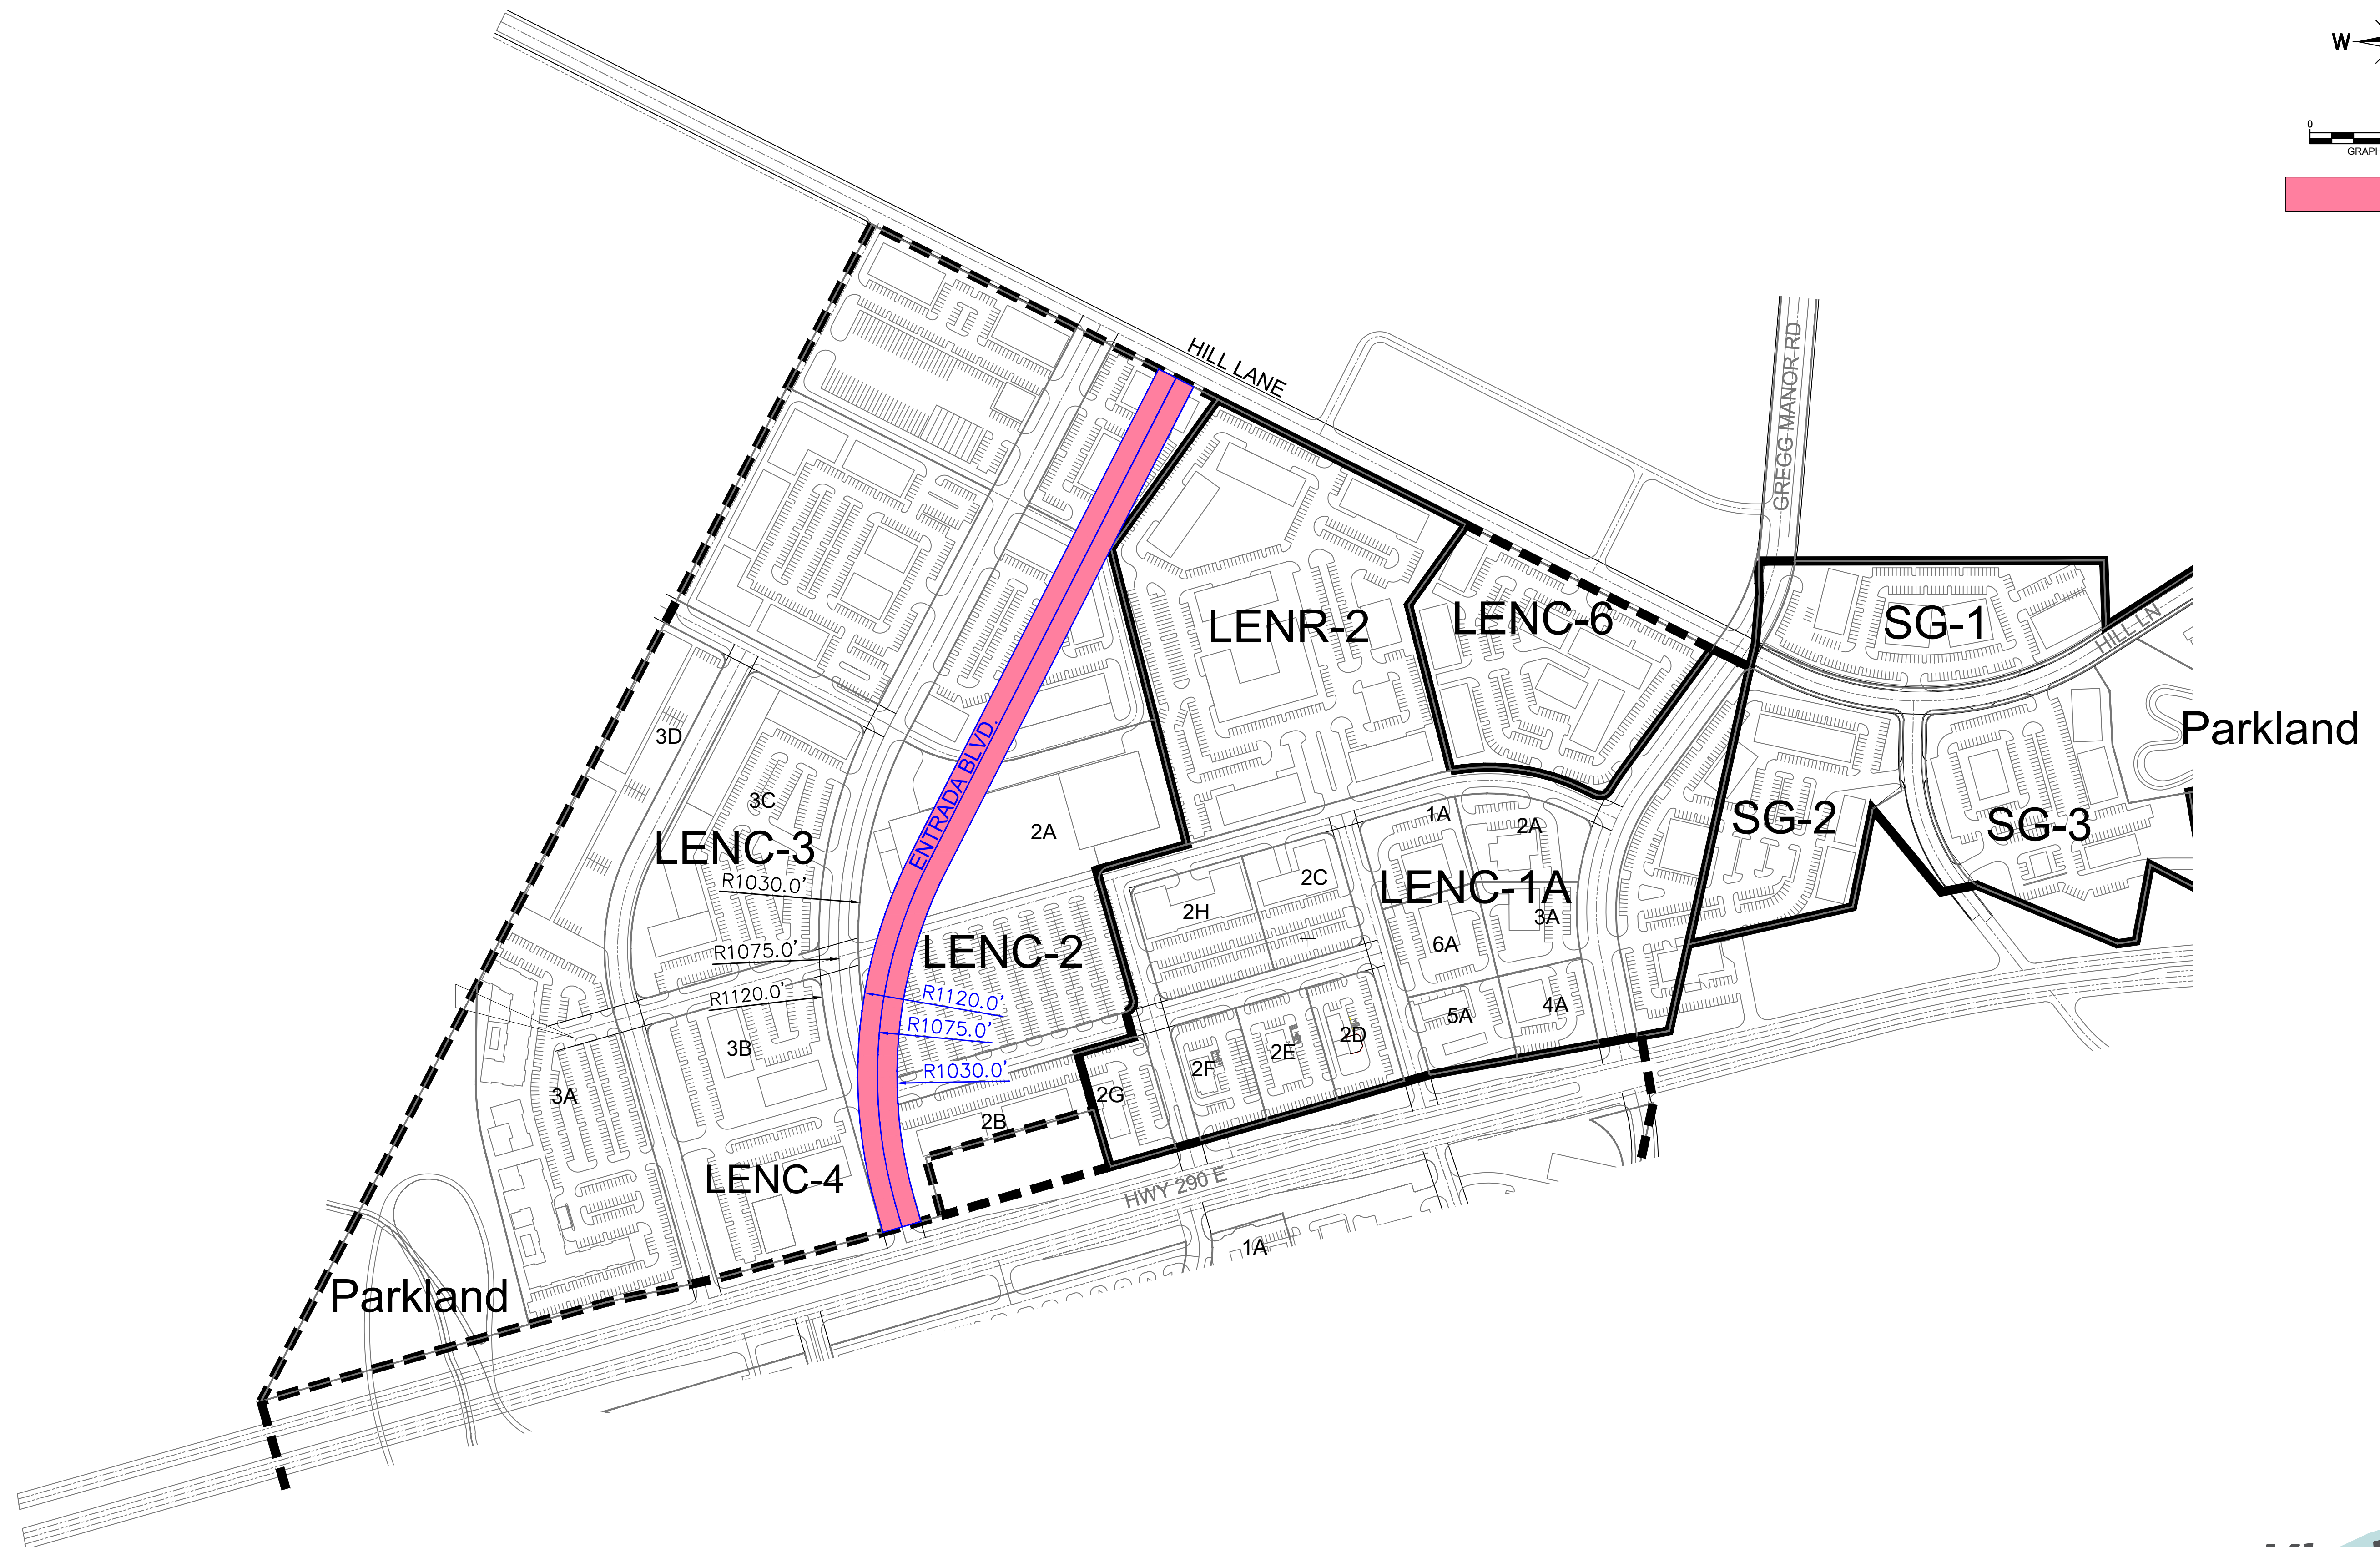 W
0
GRAPH
HILL LANE
GREGG MANOR RD
LENR-2
LENC-6
SG-1
HILL LN
Parkland
3D
3C
LENC-3
ENTRADA BLVD.
2A
1A
2A
SG-2
SG-3
R1030.0'
2C
LENC-1A
2H
3A
R1075.0'
LENC-2
6A
R1120.0'
R1120.0'
5A
4A
R1075.0'
3B
2D
2E
2F
R1030.0'
3A
2G
2B
LENC-4
HWY 290 E
1A
Parkland